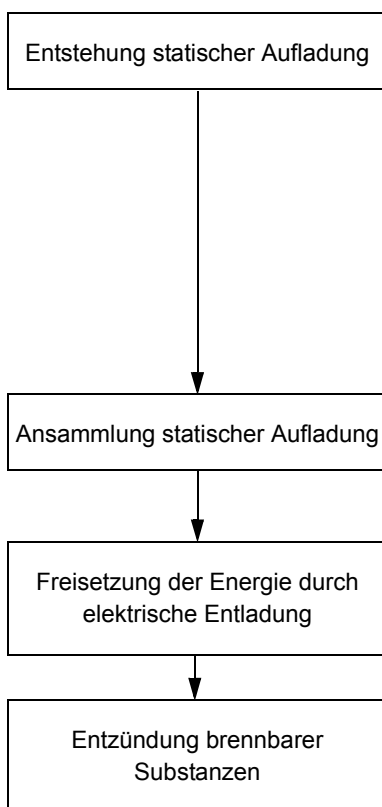 Entstehung statischer Aufladung
Ansammlung statischer Aufladung
Freisetzung der Energie durch
elektrische Entladung
Entzündung brennbarer
Substanzen